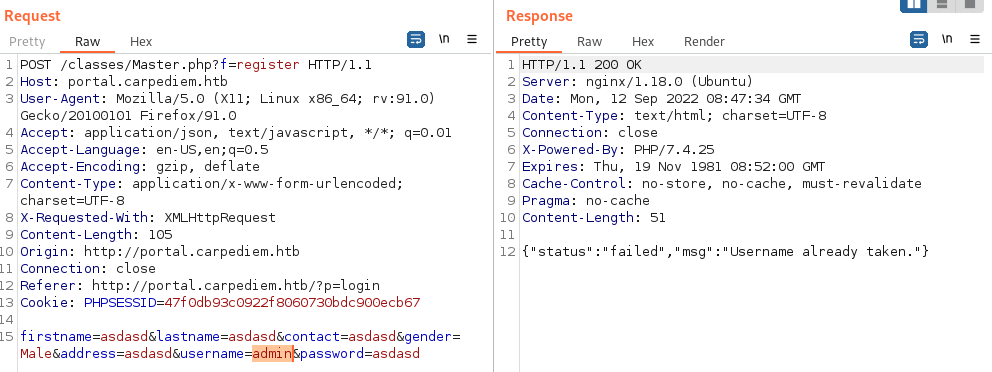 Request
Pretty Raw Hex \n
1 POST /classes/Master.php?f=register HTTP/1.1
2 Host: portal.carpediem.htb
3 User-Agent: Mozilla/5.0 (X11; Linux x86_64; rv:91.0)
Gecko/20100101 Firefox/91.0
4 Accept: application/json, text/javascript, */*; q=0.01
5 Accept-Language: en-US,en;q=0.5
6 Accept-Encoding: gzip, deflate
7 Content-Type: application/x-www-form-urlencoded;
charset=UTF-8
8 X-Requested-With: XMLHttpRequest
9 Content-Length: 105
10 Origin: http://portal.carpediem.htb
11 Connection: close
12 Referer: http://portal.carpediem.htb/?p=login
13 Cookie: PHPSESSID=47f0db93c0922f8060730bdc900ecb67
14
15 firstname=asdasd&lastname=asdasd&contact=asdasd&gender=
Male&address=asdasd&username=admin&password=asdasd
Response
Pretty Raw Hex Render \n
1 HTTP/1.1 200 OK
2 Server: nginx/1.18.0 (Ubuntu)
3 Date: Mon, 12 Sep 2022 08:47:34 GMT
4 Content-Type: text/html; charset=UTF-8
5 Connection: close
6 X-Powered-By: PHP/7.4.25
7 Expires: Thu, 19 Nov 1981 08:52:00 GMT
8 Cache-Control: no-store, no-cache, must-revalidate
9 Pragma: no-cache
10 Content-Length: 51
11
12 {"status":"failed","msg":"Username already taken."}